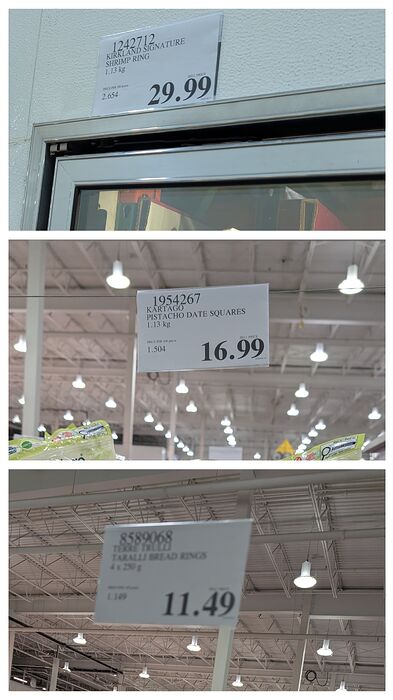 1242712
KIRKLAND SIGNATURE
SHRIMP RING
1.13 kg
2.654
29.99
1954267
KARTAGO
PISTACHO DATE SQUARES
1.13 kg
1.504
16.99
8589068
TERRE TRULLI
TARALLI BREAD RINGS
4 x 250 g
1.149
11.49